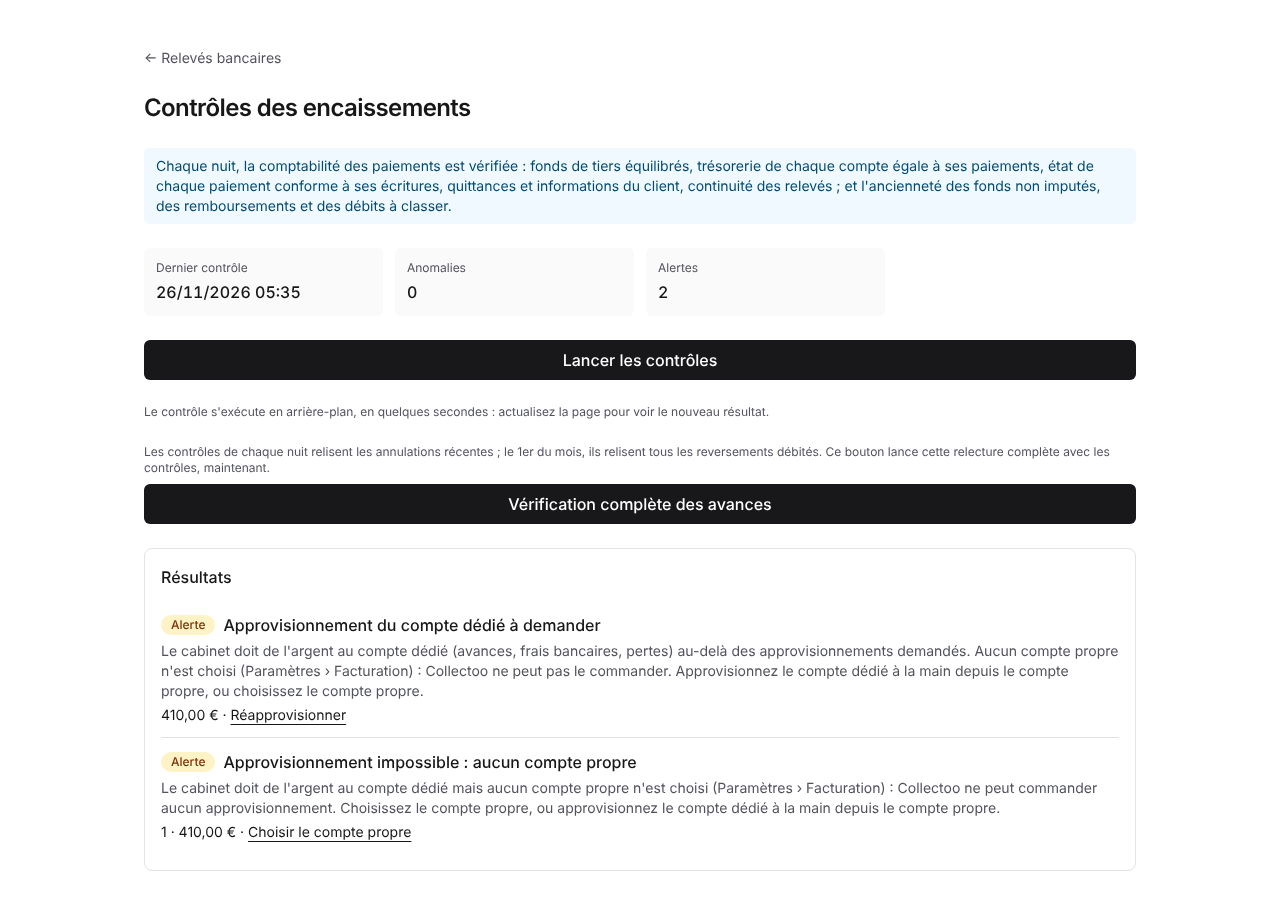 ← Relevés bancaires
Contrôles des encaissements
Chaque nuit, la comptabilité des paiements est vérifiée : fonds de tiers équilibrés, trésorerie de chaque compte égale à ses paiements, état de
chaque paiement conforme à ses écritures, quittances et informations du client, continuité des relevés ; et l'ancienneté des fonds non imputés,
des remboursements et des débits à classer.
Dernier contrôle
26/11/2026 05:35
Anomalies
0
Alertes
2
Lancer les contrôles
Le contrôle s'exécute en arrière-plan, en quelques secondes : actualisez la page pour voir le nouveau résultat.
Les contrôles de chaque nuit relisent les annulations récentes ; le 1er du mois, ils relisent tous les reversements débités. Ce bouton lance cette relecture complète avec les
contrôles, maintenant.
Vérification complète des avances
Résultats
Alerte Approvisionnement du compte dédié à demander
Le cabinet doit de l'argent au compte dédié (avances, frais bancaires, pertes) au-delà des approvisionnements demandés. Aucun compte propre
n'est choisi (Paramètres › Facturation) : Collectoo ne peut pas le commander. Approvisionnez le compte dédié à la main depuis le compte
propre, ou choisissez le compte propre.
410,00 € · Réapprovisionner
Alerte Approvisionnement impossible : aucun compte propre
Le cabinet doit de l'argent au compte dédié mais aucun compte propre n'est choisi (Paramètres › Facturation) : Collectoo ne peut commander
aucun approvisionnement. Choisissez le compte propre, ou approvisionnez le compte dédié à la main depuis le compte propre.
1 · 410,00 € · Choisir le compte propre